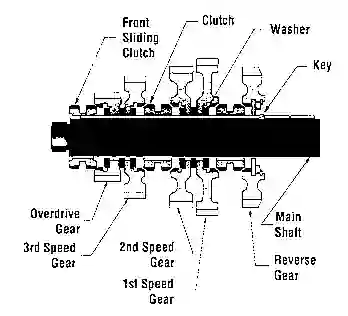 Front
Sliding
Clutch
Clutch
Washer
Key
Overdrive
Gear
3rd Speed
Gear
2nd Speed
Gear
1st Speed
Gear
Main
Shaft
Reverse
Gear